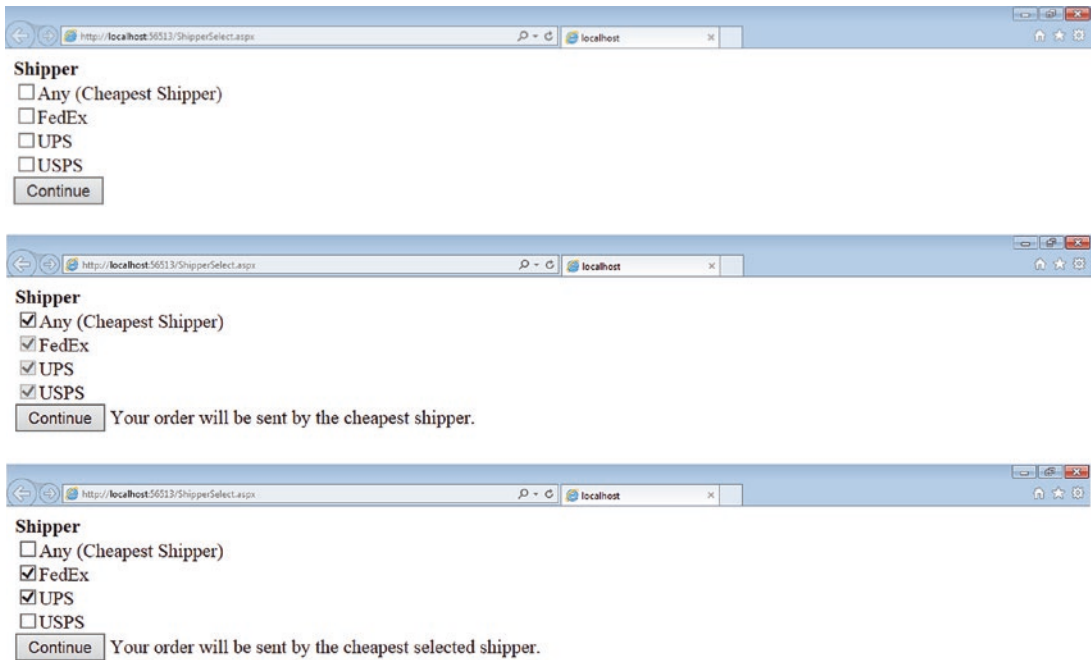 http://localhost:56513/ShipperSelect.aspx
localhost
Shipper
Any (Cheapest Shipper)
FedEx
UPS
USPS
Continue
http://localhost:56513/ShipperSelect.aspx
localhost
Shipper
Any (Cheapest Shipper)
FedEx
UPS
USPS
Continue Your order will be sent by the cheapest shipper.
http://localhost:56513/ShipperSelect.aspx
localhost
Shipper
Any (Cheapest Shipper)
FedEx
UPS
USPS
Continue Your order will be sent by the cheapest selected shipper.